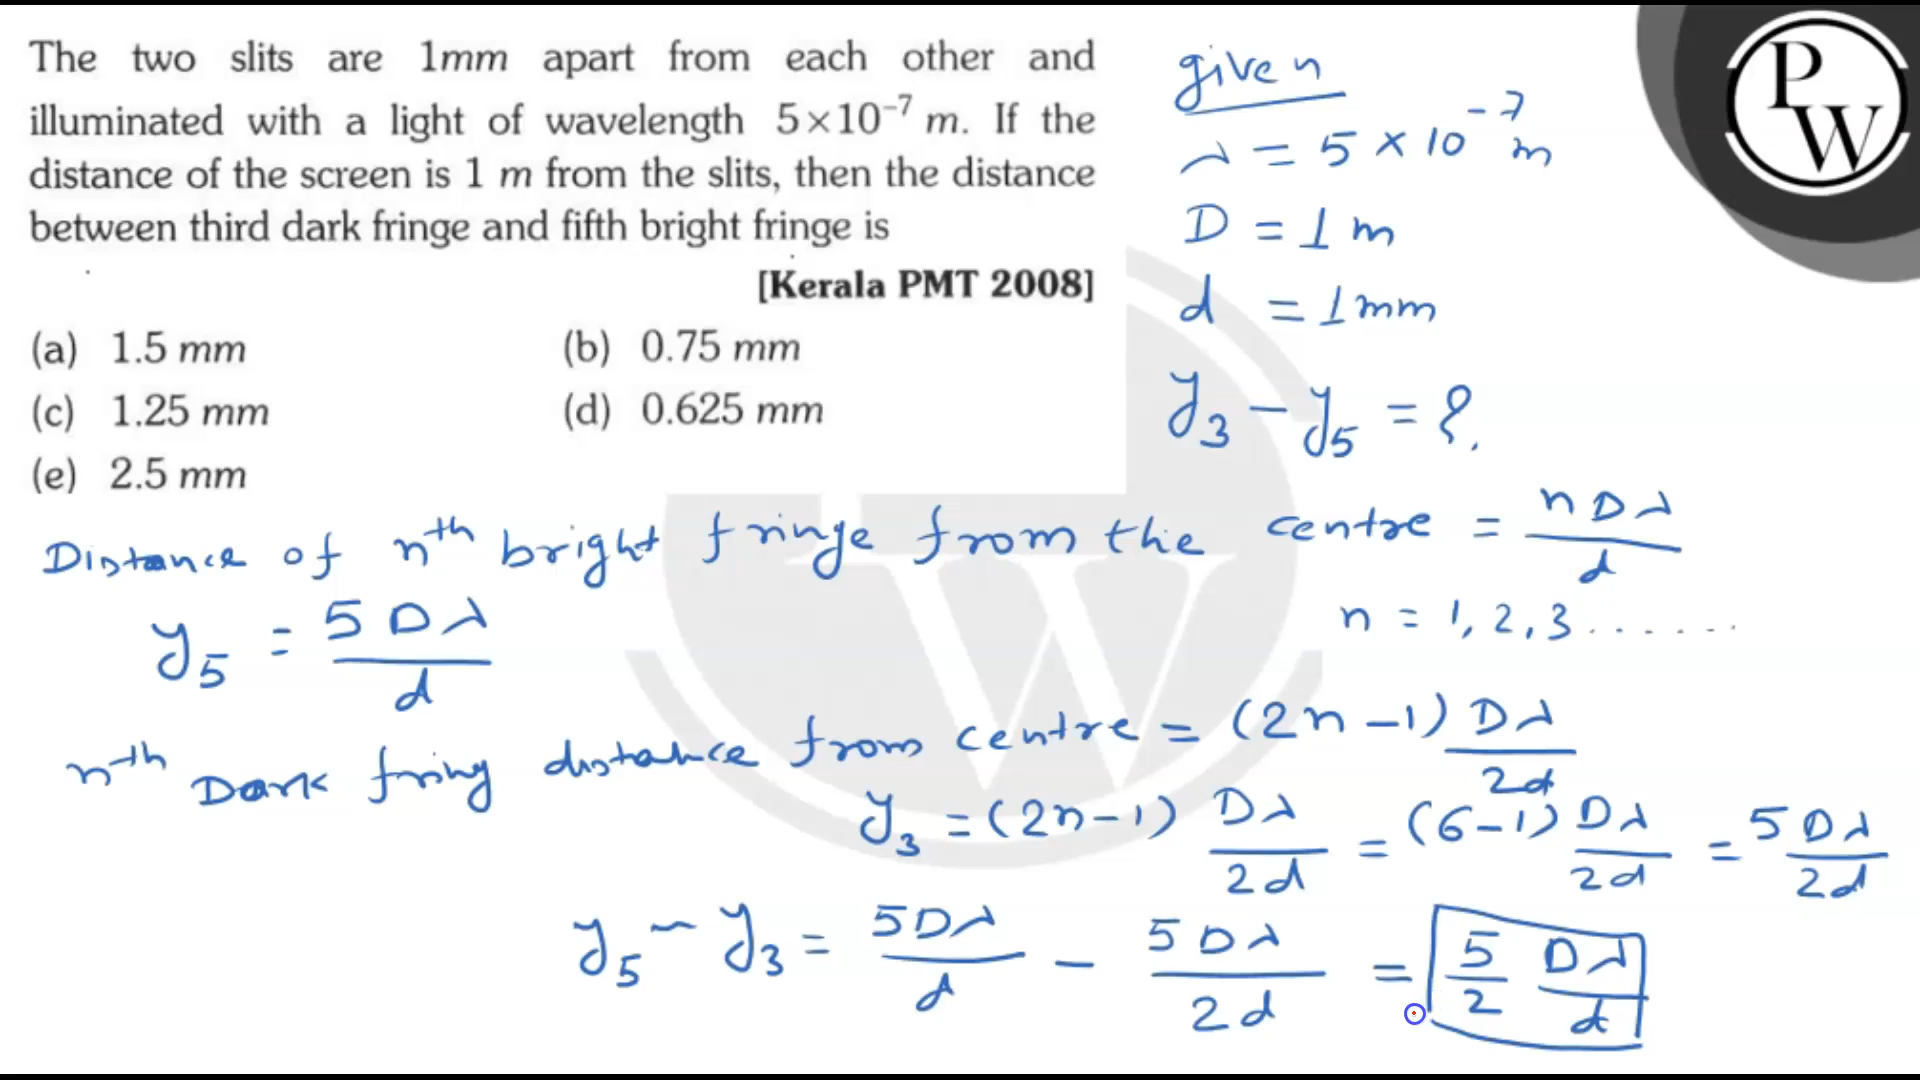 The two slits are 1mm apart from each other and
illuminated with a light of wavelength 5×10⁻⁷ m. If the
distance of the screen is 1 m from the slits, then the distance
between third dark fringe and fifth bright fringe is
[Kerala PMT 2008]
(a) 1.5 mm (b) 0.75 mm
(c) 1.25 mm (d) 0.625 mm
(e) 2.5 mm
given
λ = 5 × 10⁻⁷ m
D = 1 m
d = 1mm
y₃ – y₅ = ?.
PW
Distance of nᵗʰ bright fringe from the centre = nDλ/d
n = 1, 2, 3 .......
y₅ = 5Dλ/d
nᵗʰ Dark fring distance from centre = (2n – 1) Dλ/2d
y₃ = (2n–1) Dλ/2d = (6–1) Dλ/2d = 5Dλ/2d
y₅ ~ y₃ = 5Dλ/d – 5Dλ/2d = 5/2 Dλ/d